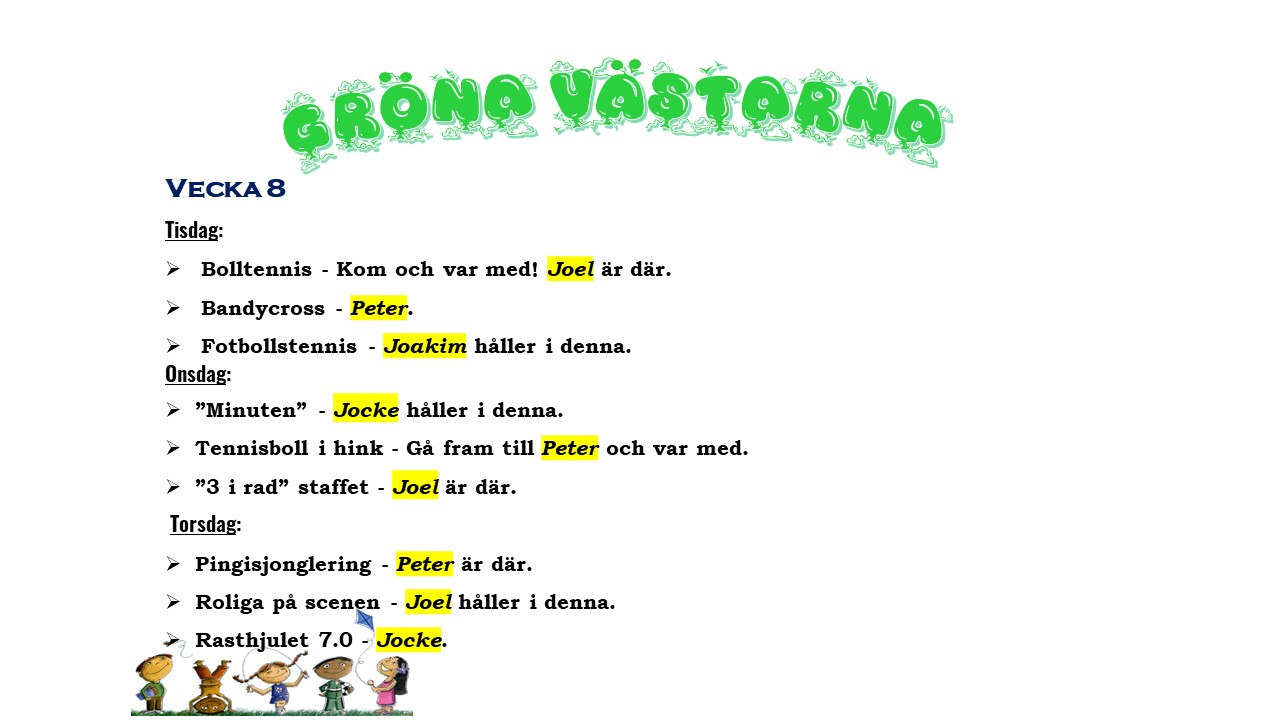 GRÖNA VÄSTARNA
VECKA 8
Tisdag:
➢ Bolltennis - Kom och var med! Joel är där.
➢ Bandycross - Peter.
➢ Fotbollstennis - Joakim håller i denna.
Onsdag:
➢ ”Minuten” - Jocke håller i denna.
➢ Tennisboll i hink - Gå fram till Peter och var med.
➢ ”3 i rad” staffet - Joel är där.
Torsdag:
➢ Pingisjonglering - Peter är där.
➢ Roliga på scenen - Joel håller i denna.
➢ Rasthjulet 7.0 - Jocke.